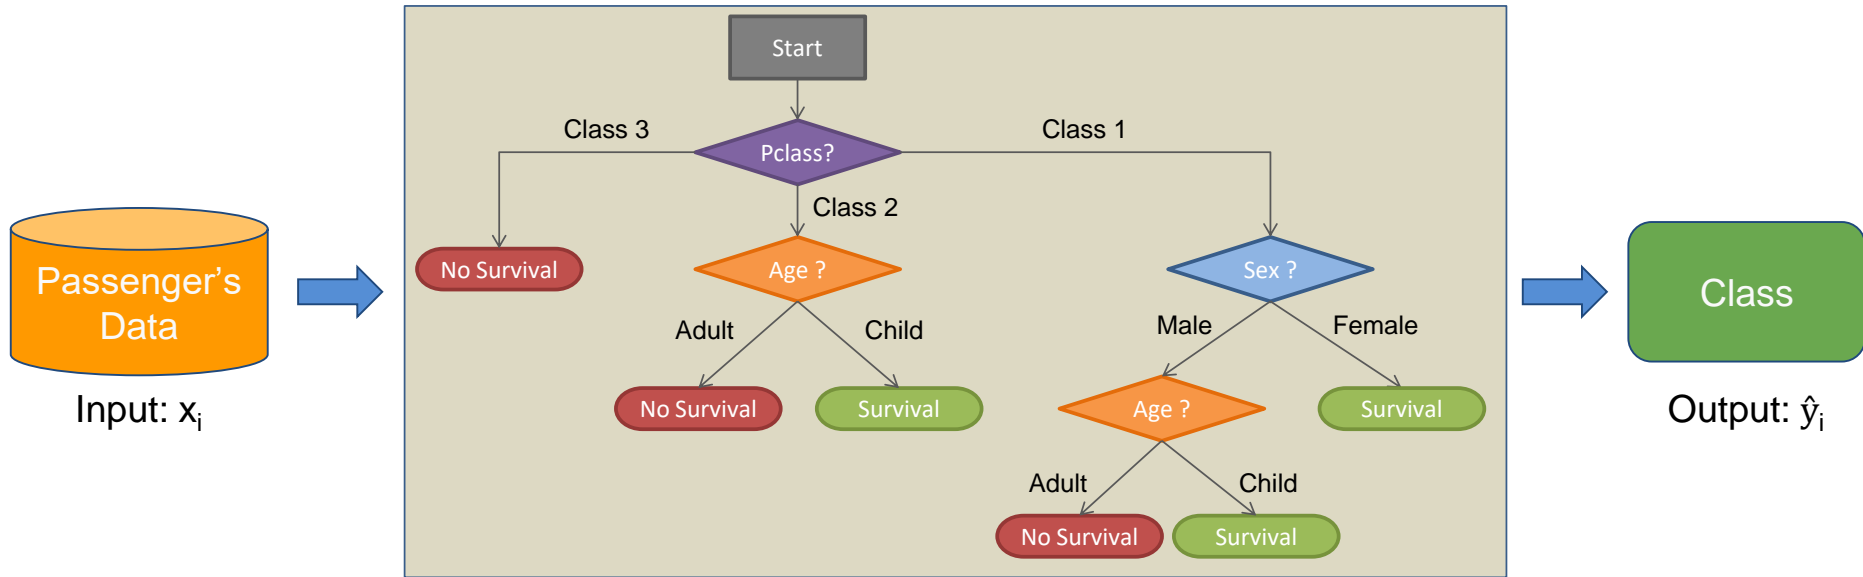 Start
Class 3
Pclass?
Class 1
Class 2
Passenger's
Data
Input: xᵢ
No Survival
Age ?
Sex ?
Adult
Child
Male
Female
No Survival
Survival
Age ?
Survival
Adult
Child
No Survival
Survival
Class
Output: ŷᵢ